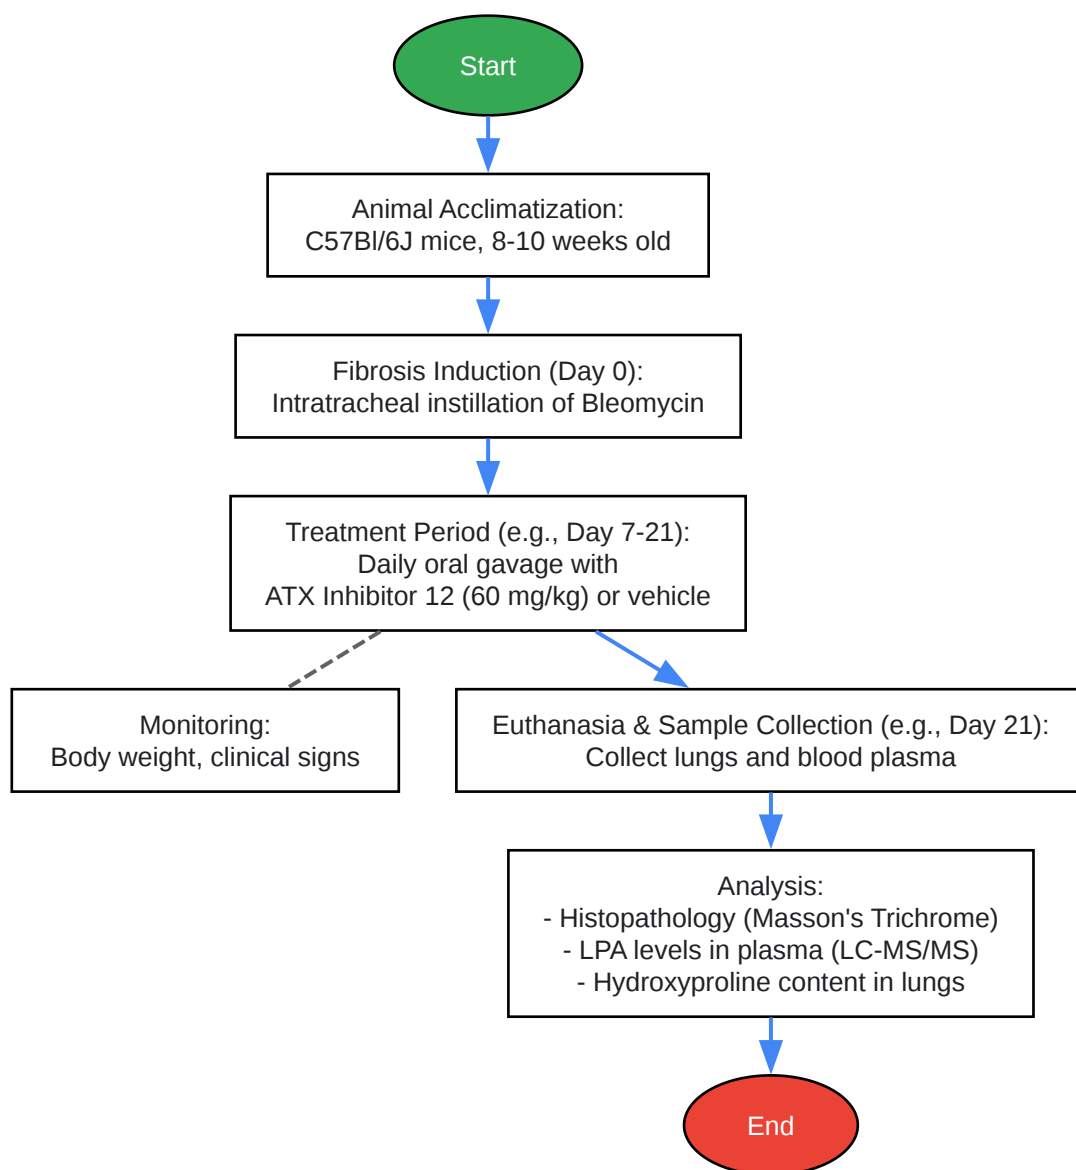 Start
Animal Acclimatization:
C57Bl/6J mice, 8-10 weeks old
Fibrosis Induction (Day 0):
Intratracheal instillation of Bleomycin
Treatment Period (e.g., Day 7-21):
Daily oral gavage with
ATX Inhibitor 12 (60 mg/kg) or vehicle
Monitoring:
Body weight, clinical signs
Euthanasia & Sample Collection (e.g., Day 21):
Collect lungs and blood plasma
Analysis:
- Histopathology (Masson's Trichrome)
- LPA levels in plasma (LC-MS/MS)
- Hydroxyproline content in lungs
End